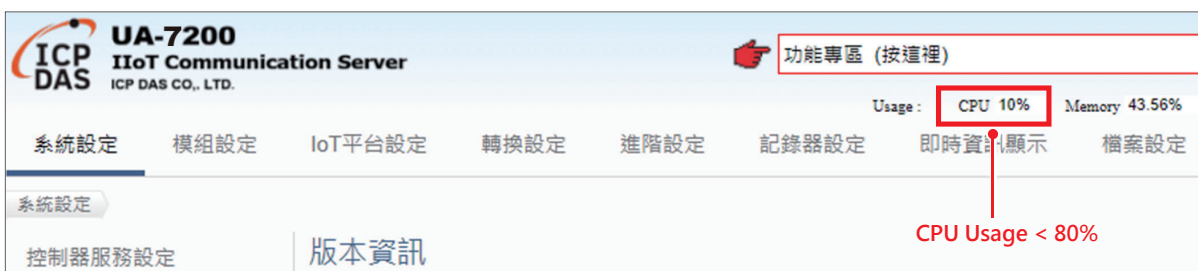 ICP
DAS
UA-7200
IIoT Communication Server
ICP DAS CO,. LTD.
功能專區 (按這裡)
Usage : CPU 10% Memory 43.56%
系統設定 模組設定 IoT平台設定 轉換設定 進階設定 記錄器設定 即時資訊顯示 檔案設定
系統設定
CPU Usage < 80%
控制器服務設定 版本資訊